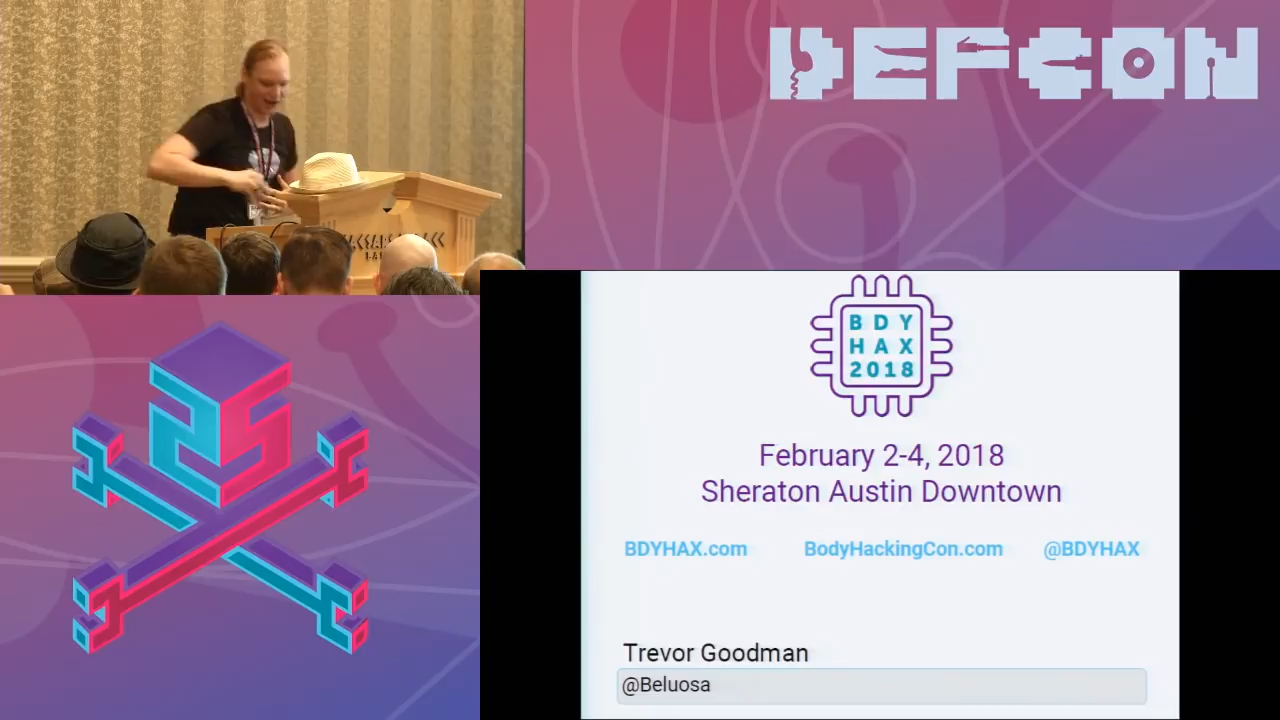 DEFCON
BDY
HAX
2018
February 2-4, 2018
Sheraton Austin Downtown
BDYHAX.com BodyHackingCon.com @BDYHAX
Trevor Goodman
@Beluosa